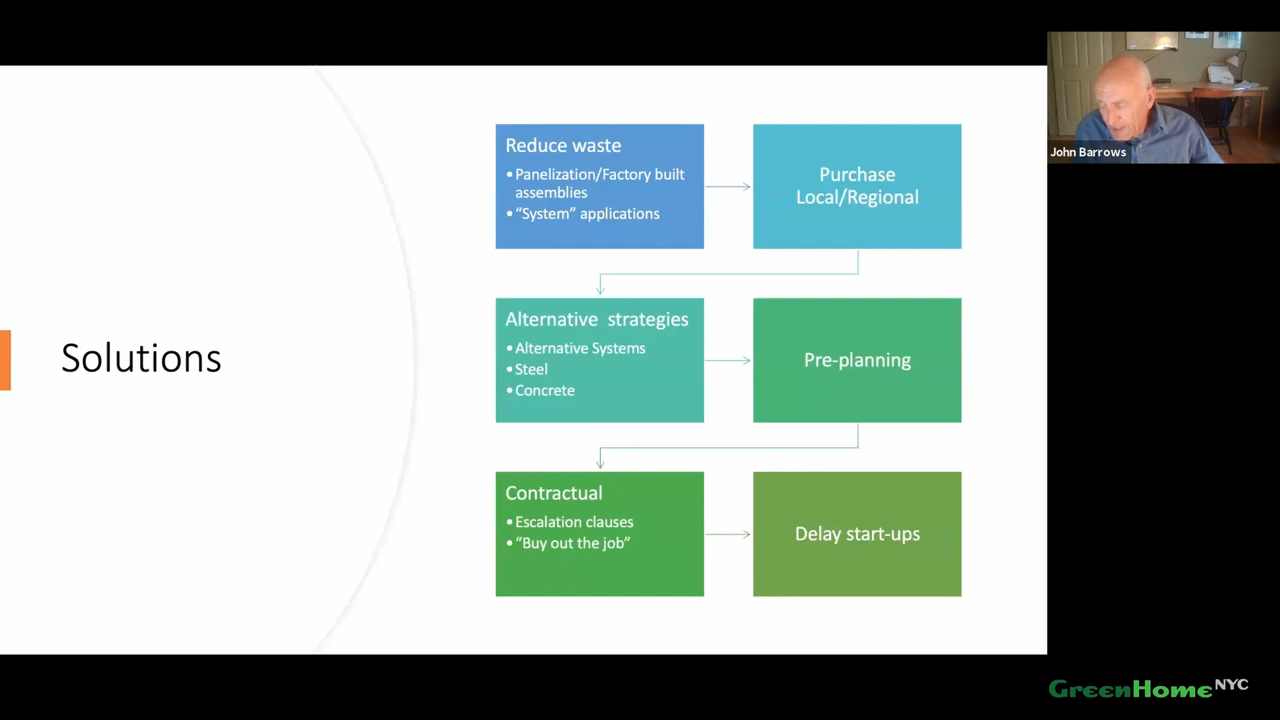 Solutions
Reduce waste
•Panelization/Factory built
assemblies
•“System” applications
Purchase
Local/Regional
Alternative strategies
•Alternative Systems
•Steel
•Concrete
Pre-planning
Contractual
•Escalation clauses
•“Buy out the job”
Delay start-ups
John Barrows
GreenHomeNYC